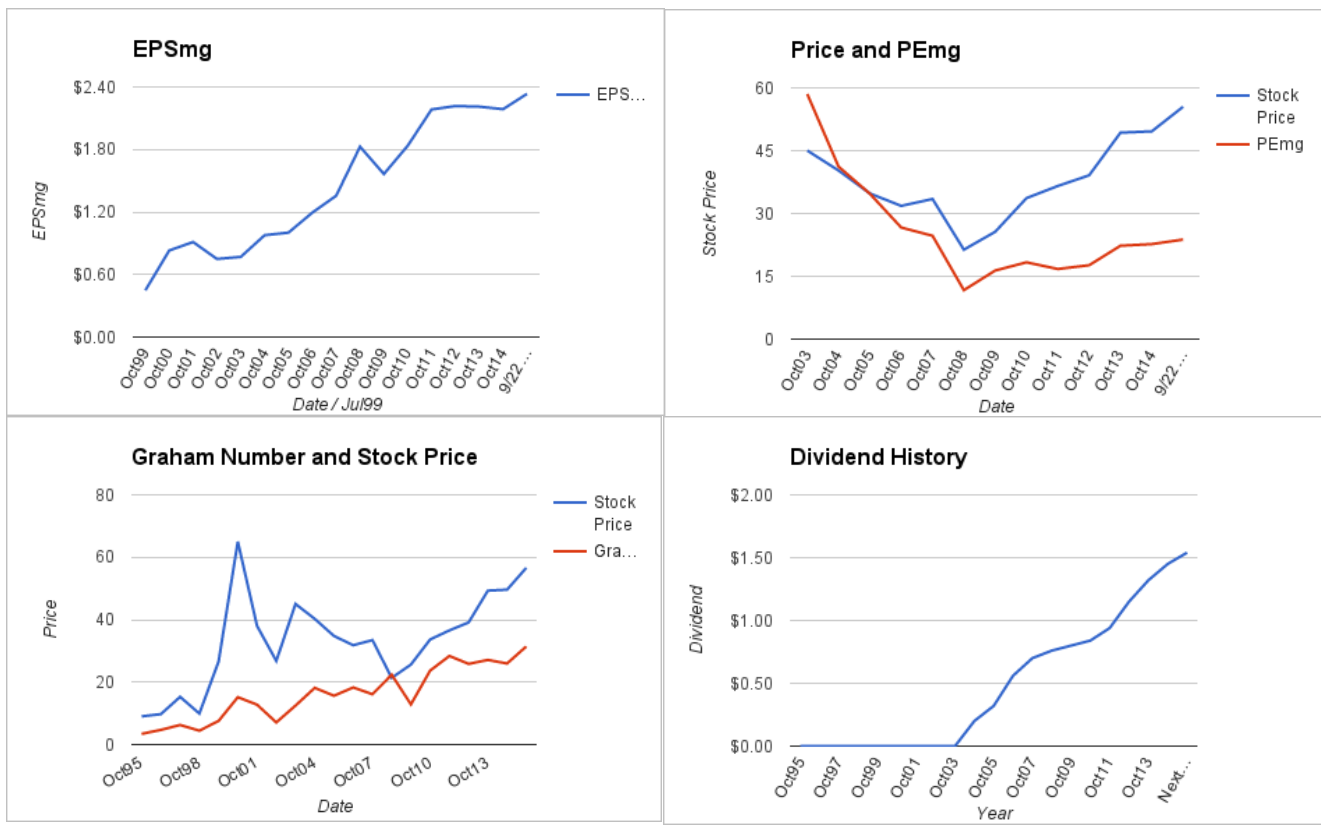 EPSmg
$2.40
$1.80
$1.20
$0.60
$0.00
EPSmg
EPS...
Oct99
Oct00
Oct01
Oct02
Oct03
Oct04
Oct05
Oct06
Oct07
Oct08
Oct09
Oct10
Oct11
Oct12
Oct13
Oct14
9/22 ...
Date / Jul99
Price and PEmg
60
45
30
15
0
Stock Price
Stock
Price
PEmg
Oct03
Oct04
Oct05
Oct06
Oct07
Oct08
Oct09
Oct10
Oct11
Oct12
Oct13
Oct14
9/22 ...
Date
Graham Number and Stock Price
80
60
40
20
0
Price
Stock
Price
Gra...
Oct95
Oct98
Oct01
Oct04
Oct07
Oct10
Oct13
Date
Dividend History
$2.00
$1.50
$1.00
$0.50
$0.00
Dividend
Oct95
Oct97
Oct99
Oct01
Oct03
Oct05
Oct07
Oct09
Oct11
Oct13
Next...
Year